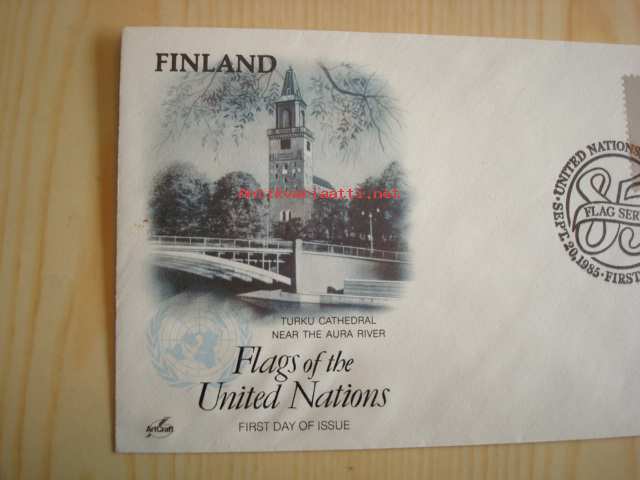 FINLAND
Antikvariaatti.net
TURKU CATHEDRAL
NEAR THE AURA RIVER
Flags of the
United Nations
FIRST DAY OF ISSUE
ArtCraft
UNITED NATIONS
85
FLAG SER
SEPT. 20, 1985 · FIRST